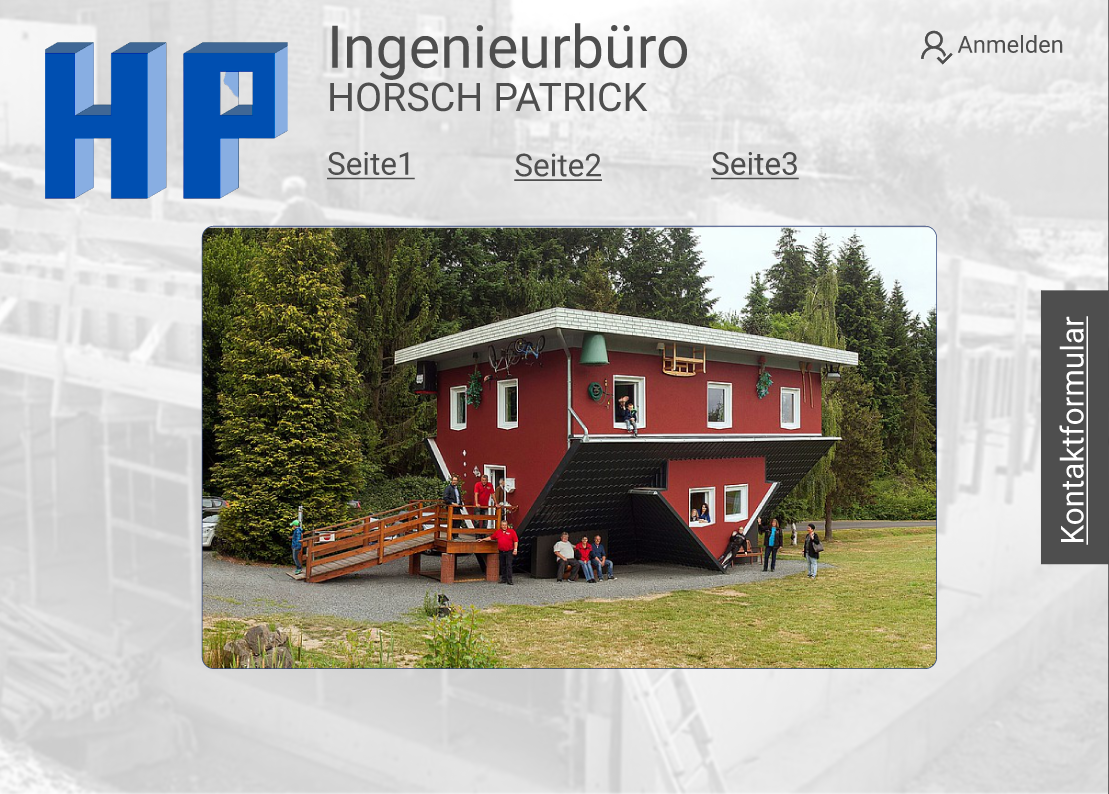 HP
Ingenieurbüro
HORSCH PATRICK
Anmelden
Seite1
Seite2
Seite3
Kontaktformular